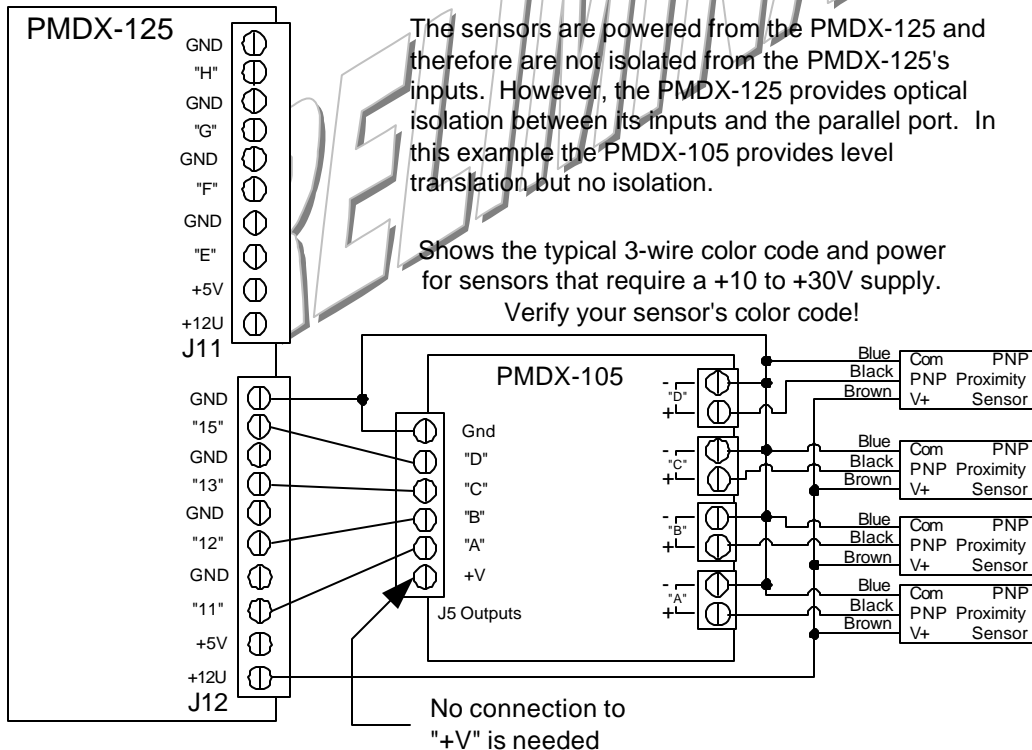 PMDX-125
GND
"H"
GND
"G"
GND
"F"
GND
"E"
+5V
+12U
J11
The sensors are powered from the PMDX-125 and
therefore are not isolated from the PMDX-125's
inputs. However, the PMDX-125 provides optical
isolation between its inputs and the parallel port. In
this example the PMDX-105 provides level
translation but no isolation.
Shows the typical 3-wire color code and power
for sensors that require a +10 to +30V supply.
Verify your sensor's color code!
GND
"15"
GND
"13"
GND
"12"
GND
"11"
+5V
+12U
J12
PMDX-105
Gnd
"D"
"C"
"B"
"A"
+V
J5 Outputs
-
"D"
+
-
"C"
+
-
"B"
+
-
"A"
+
Blue
Black
Brown
Com PNP
PNP Proximity
V+ Sensor
Blue
Black
Brown
Com PNP
PNP Proximity
V+ Sensor
Blue
Black
Brown
Com PNP
PNP Proximity
V+ Sensor
Blue
Black
Brown
Com PNP
PNP Proximity
V+ Sensor
No connection to
"+V" is needed